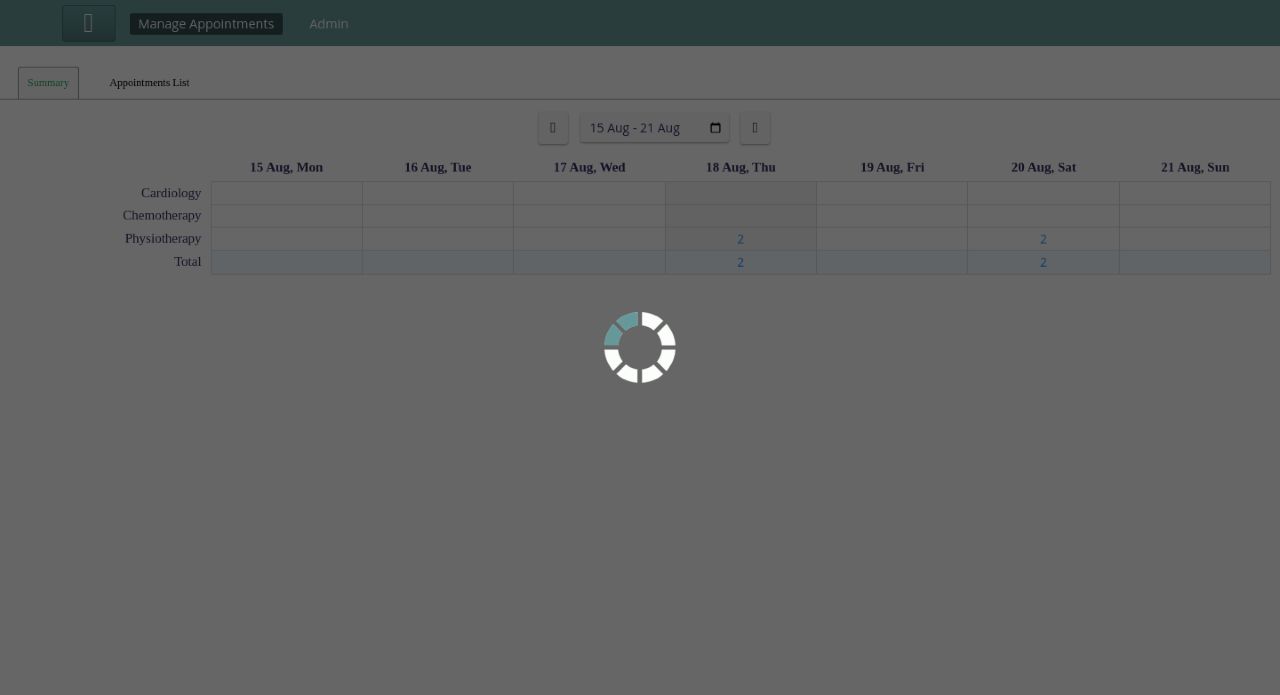 Manage Appointments Admin
Summary Appointments List
15 Aug - 21 Aug
15 Aug, Mon 16 Aug, Tue 17 Aug, Wed 18 Aug, Thu 19 Aug, Fri 20 Aug, Sat 21 Aug, Sun
Cardiology
Chemotherapy
Physiotherapy 2 2
Total 2 2